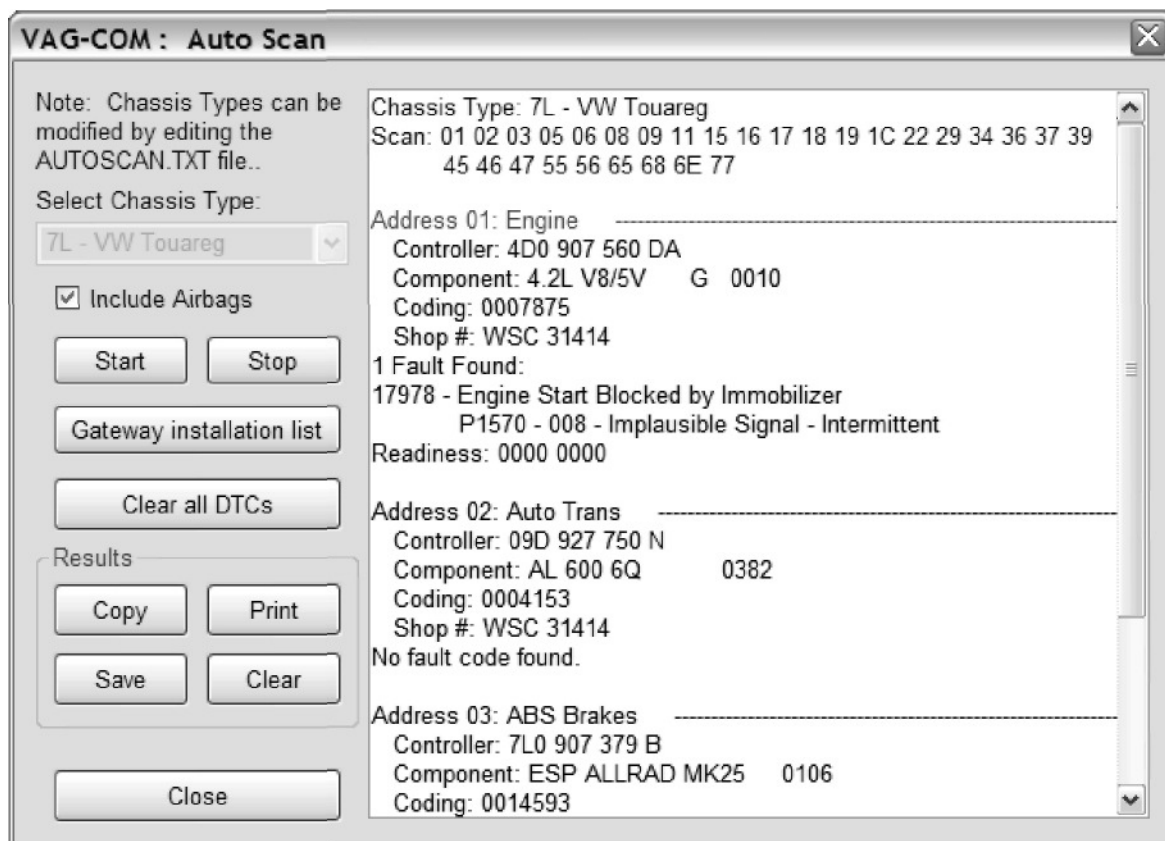 VAG-COM : Auto Scan
Note: Chassis Types can be
modified by editing the
AUTOSCAN.TXT file..
Select Chassis Type:
7L - VW Touareg
Include Airbags
Start
Stop
Gateway installation list
Clear all DTCs
Results
Copy
Print
Save
Clear
Close
Chassis Type: 7L - VW Touareg
Scan: 01 02 03 05 06 08 09 11 15 16 17 18 19 1C 22 29 34 36 37 39
45 46 47 55 56 65 68 6E 77
Address 01: Engine --------------------------------------------------
Controller: 4D0 907 560 DA
Component: 4.2L V8/5V G 0010
Coding: 0007875
Shop #: WSC 31414
1 Fault Found:
17978 - Engine Start Blocked by Immobilizer
P1570 - 008 - Implausible Signal - Intermittent
Readiness: 0000 0000
Address 02: Auto Trans --------------------------------------------------
Controller: 09D 927 750 N
Component: AL 600 6Q 0382
Coding: 0004153
Shop #: WSC 31414
No fault code found.
Address 03: ABS Brakes --------------------------------------------------
Controller: 7L0 907 379 B
Component: ESP ALLRAD MK25 0106
Coding: 0014593